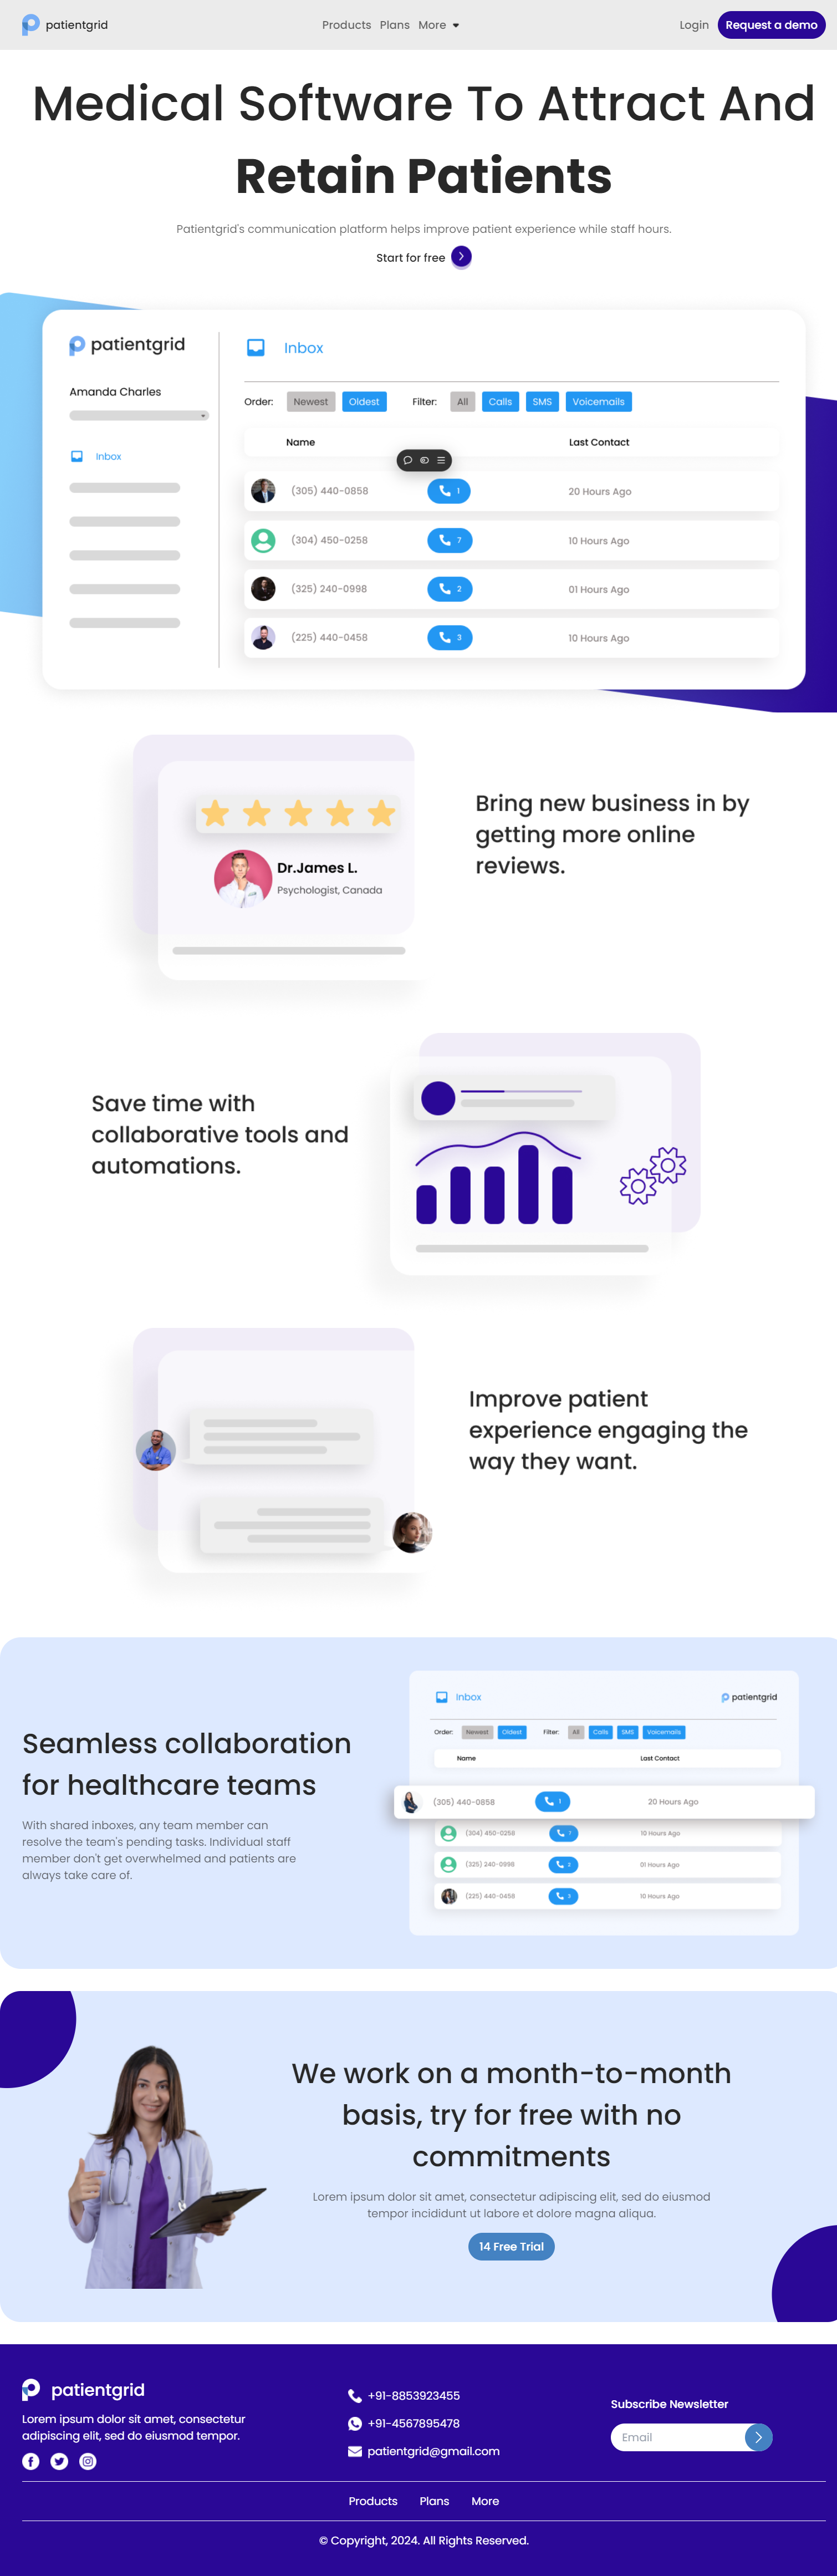 patientgrid
Products Plans More
Login
Request a demo
Medical Software To Attract And
Retain Patients
Patientgrid's communication platform helps improve patient experience while staff hours.
Start for free
patientgrid
Amanda Charles
Inbox
Inbox
Order: Newest Oldest Filter: All Calls SMS Voicemails
Name Last Contact
(305) 440-0858 1 20 Hours Ago
(304) 450-0258 7 10 Hours Ago
(325) 240-0998 2 01 Hours Ago
(225) 440-0458 3 10 Hours Ago
Dr.James L.
Psychologist, Canada
Bring new business in by
getting more online
reviews.
Save time with
collaborative tools and
automations.
Improve patient
experience engaging the
way they want.
Seamless collaboration
for healthcare teams
With shared inboxes, any team member can
resolve the team's pending tasks. Individual staff
member don't get overwhelmed and patients are
always take care of.
Inbox
patientgrid
Order: Newest Oldest Filter: All Calls SMS Voicemails
Name Last Contact
(305) 440-0858 1 20 Hours Ago
(304) 450-0258 7 10 Hours Ago
(325) 240-0998 2 01 Hours Ago
(225) 440-0458 3 10 Hours Ago
We work on a month-to-month
basis, try for free with no
commitments
Lorem ipsum dolor sit amet, consectetur adipiscing elit, sed do eiusmod
tempor incididunt ut labore et dolore magna aliqua.
14 Free Trial
patientgrid
Lorem ipsum dolor sit amet, consectetur
adipiscing elit, sed do eiusmod tempor.
+91-8853923455
+91-4567895478
patientgrid@gmail.com
Subscribe Newsletter
Email
Products Plans More
© Copyright, 2024. All Rights Reserved.